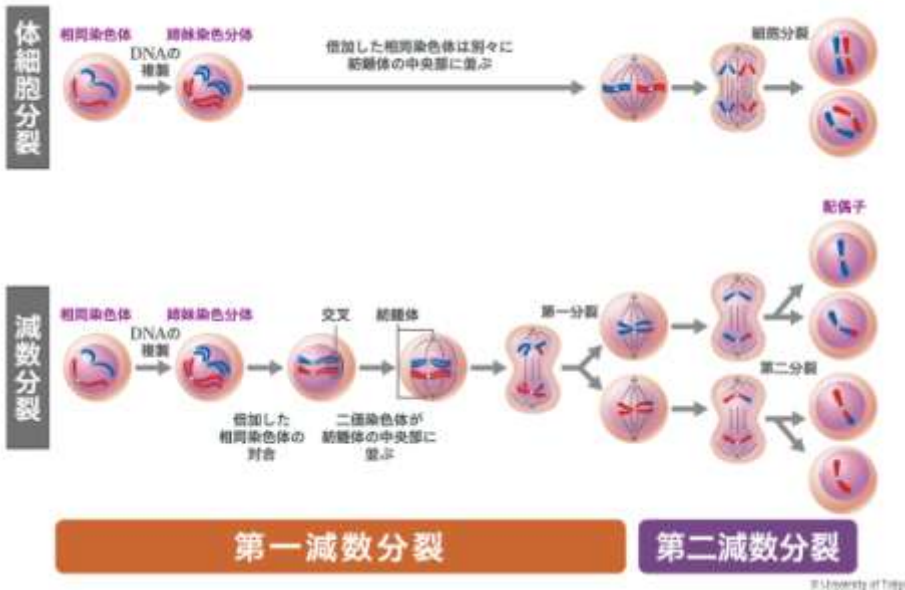 体細胞分裂
相同染色体
DNAの
複製
姉妹染色分体
倍加した相同染色体は別々に
紡錘体の中央部に並ぶ
細胞分裂
減数分裂
相同染色体
DNAの
複製
姉妹染色分体
倍加した
相同染色体の
対合
交叉
紡錘体
二価染色体が
紡錘体の中央部に
並ぶ
第一分裂
第二分裂
配偶子
第一減数分裂
第二減数分裂
© University of Tokyo